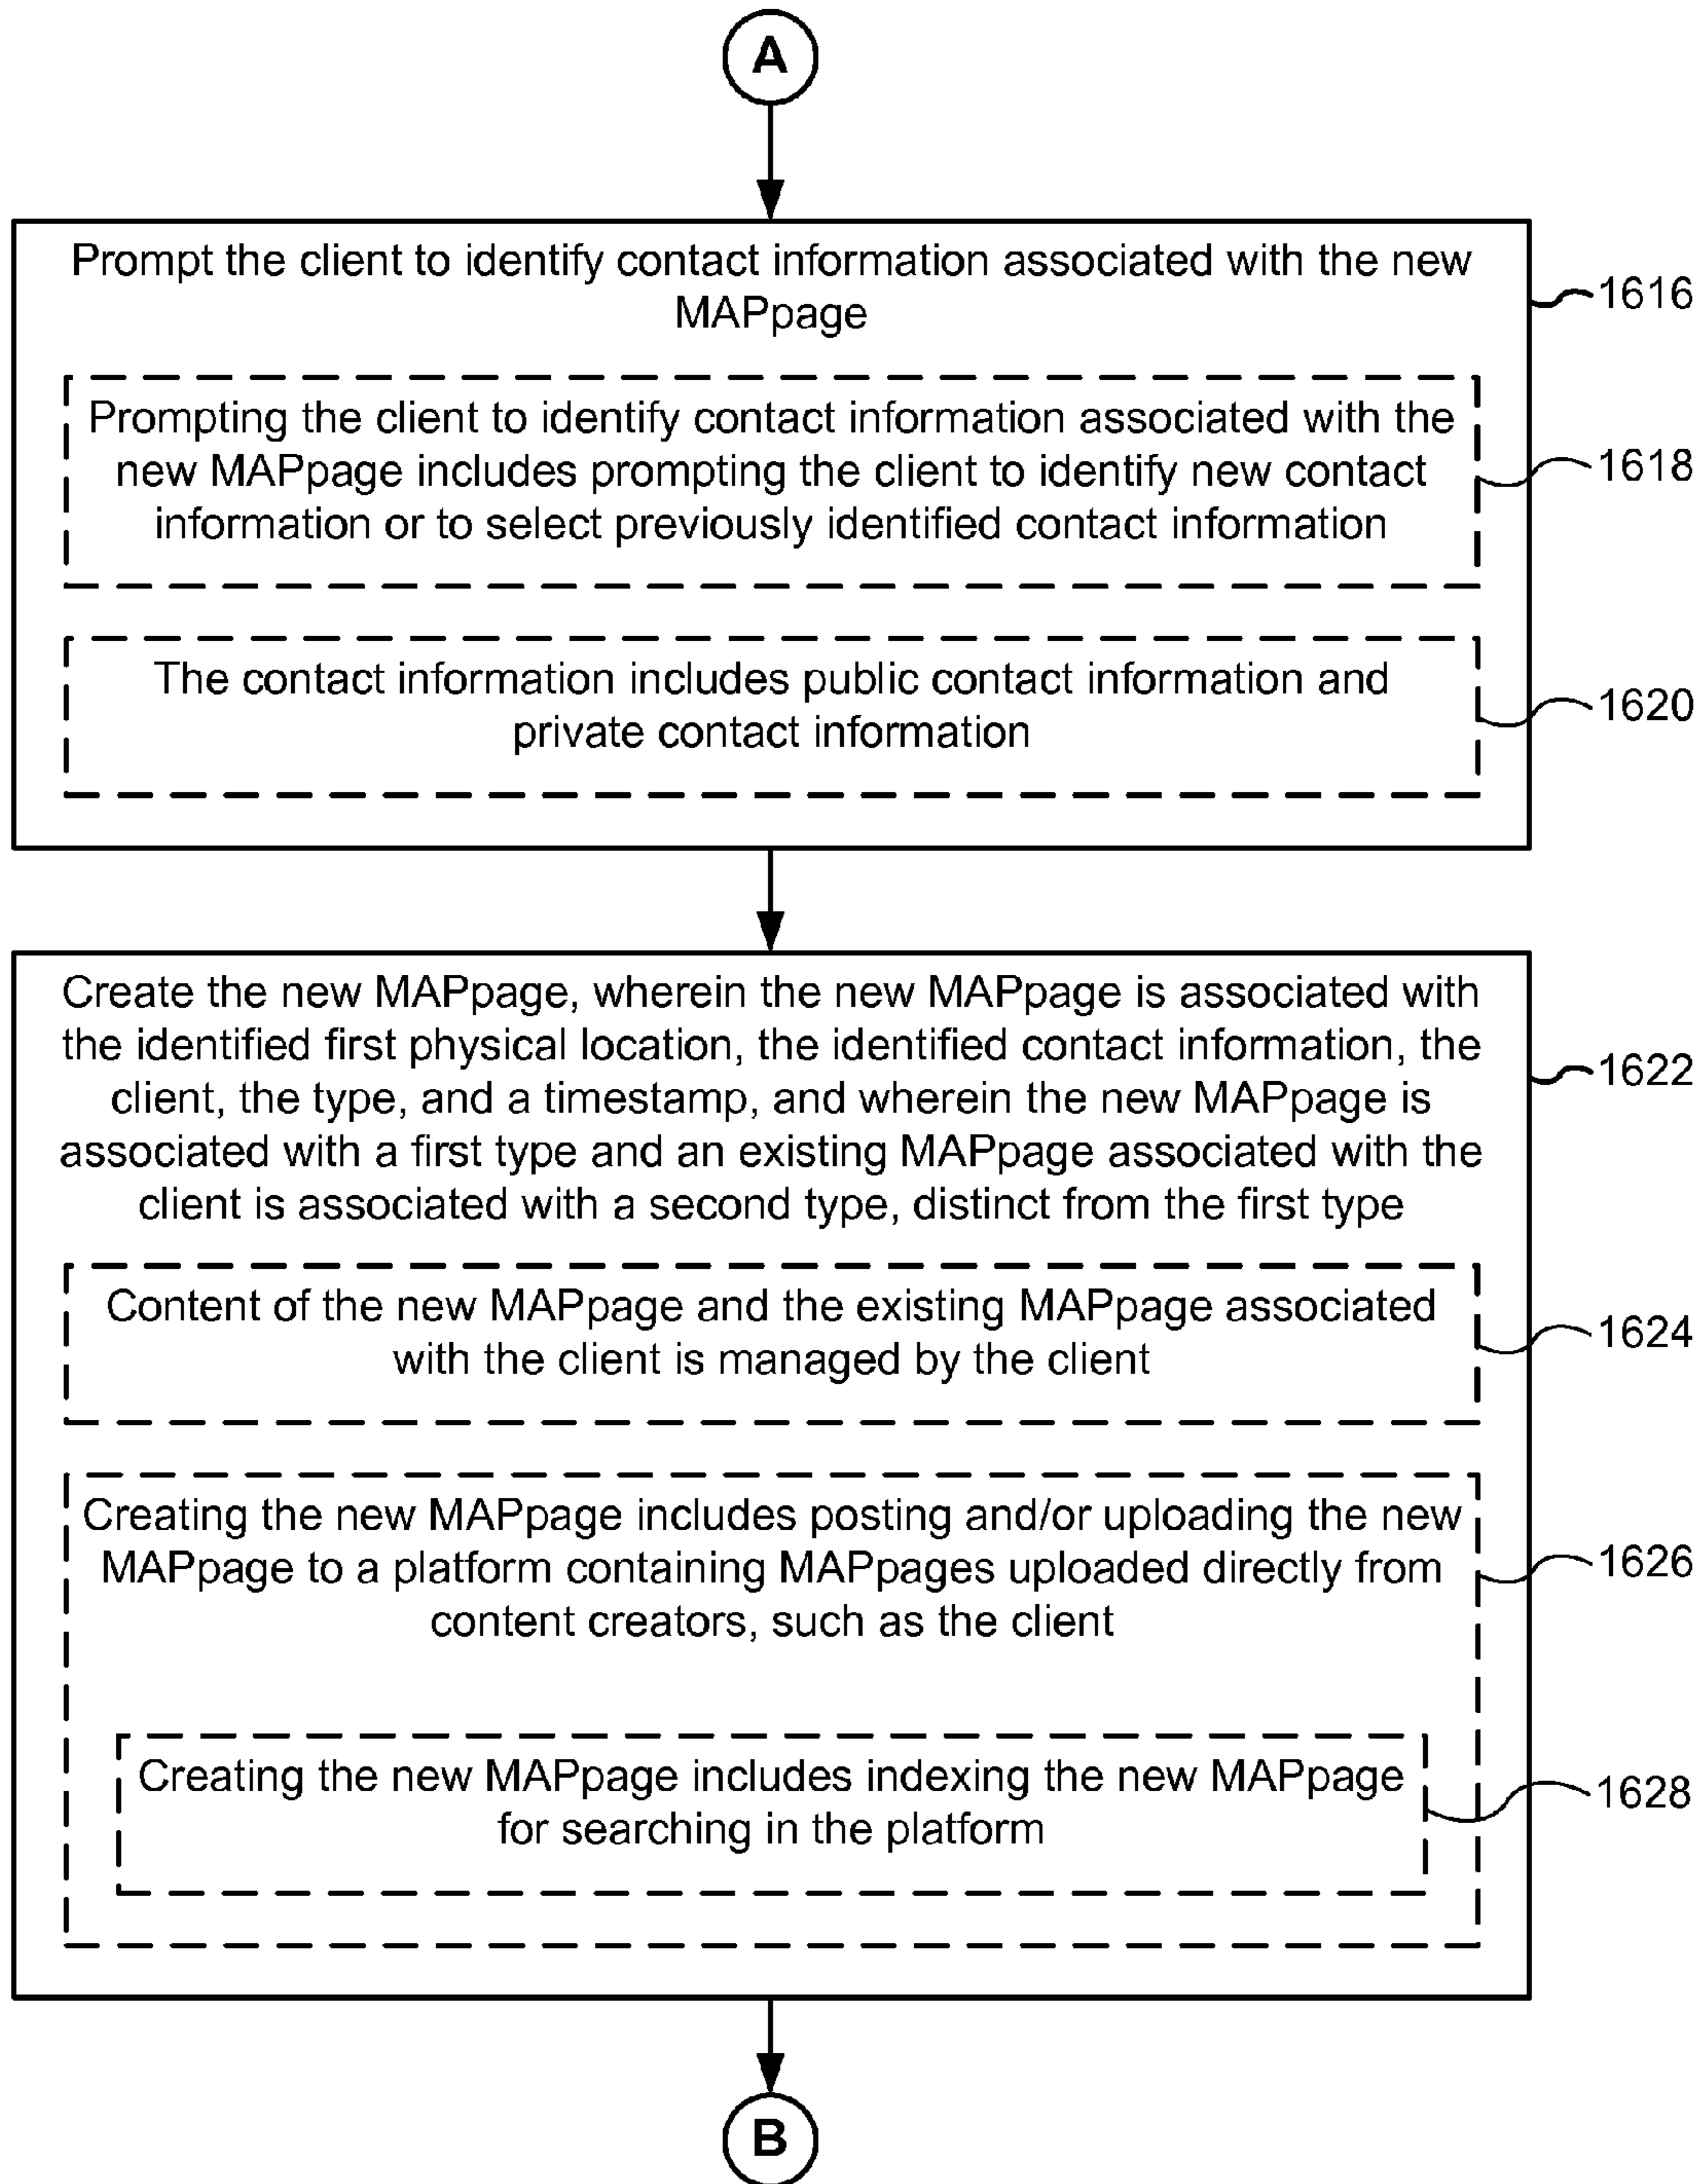 A
Prompt the client to identify contact information associated with the new
MAPpage
1616
Prompting the client to identify contact information associated with the
new MAPpage includes prompting the client to identify new contact
information or to select previously identified contact information
1618
The contact information includes public contact information and
private contact information
1620
Create the new MAPpage, wherein the new MAPpage is associated with
the identified first physical location, the identified contact information, the
client, the type, and a timestamp, and wherein the new MAPpage is
associated with a first type and an existing MAPpage associated with the
client is associated with a second type, distinct from the first type
1622
Content of the new MAPpage and the existing MAPpage associated
with the client is managed by the client
1624
Creating the new MAPpage includes posting and/or uploading the new
MAPpage to a platform containing MAPpages uploaded directly from
content creators, such as the client
1626
Creating the new MAPpage includes indexing the new MAPpage
for searching in the platform
1628
B